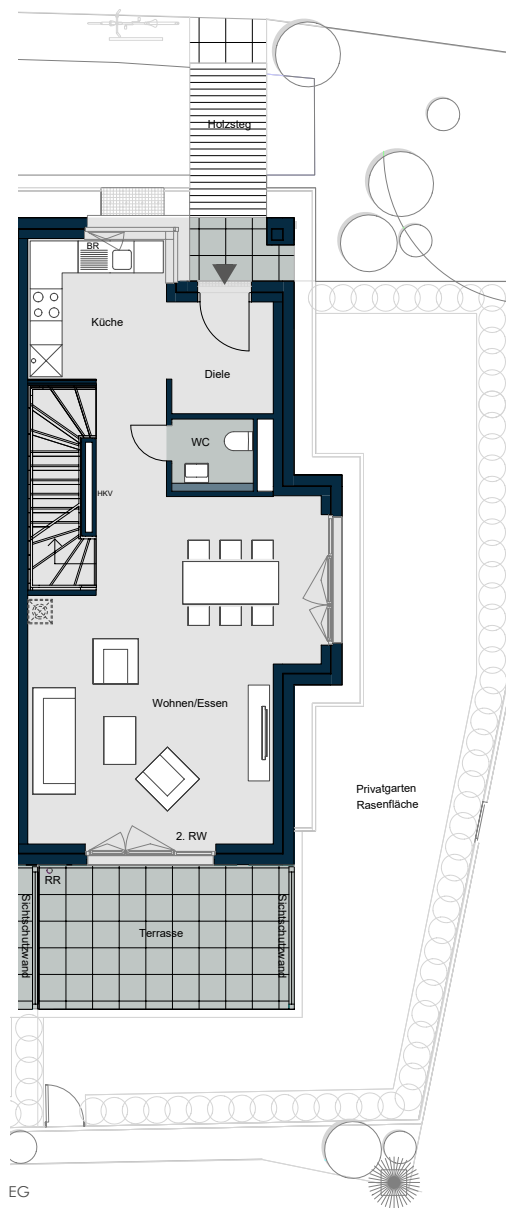 Holzsteg
BR
Küche
Diele
WC
HKV
Wohnen/Essen
Privatgarten
Rasenfläche
2. RW
RR
Sichtschutzwand
Terrasse
Sichtschutzwand
EG